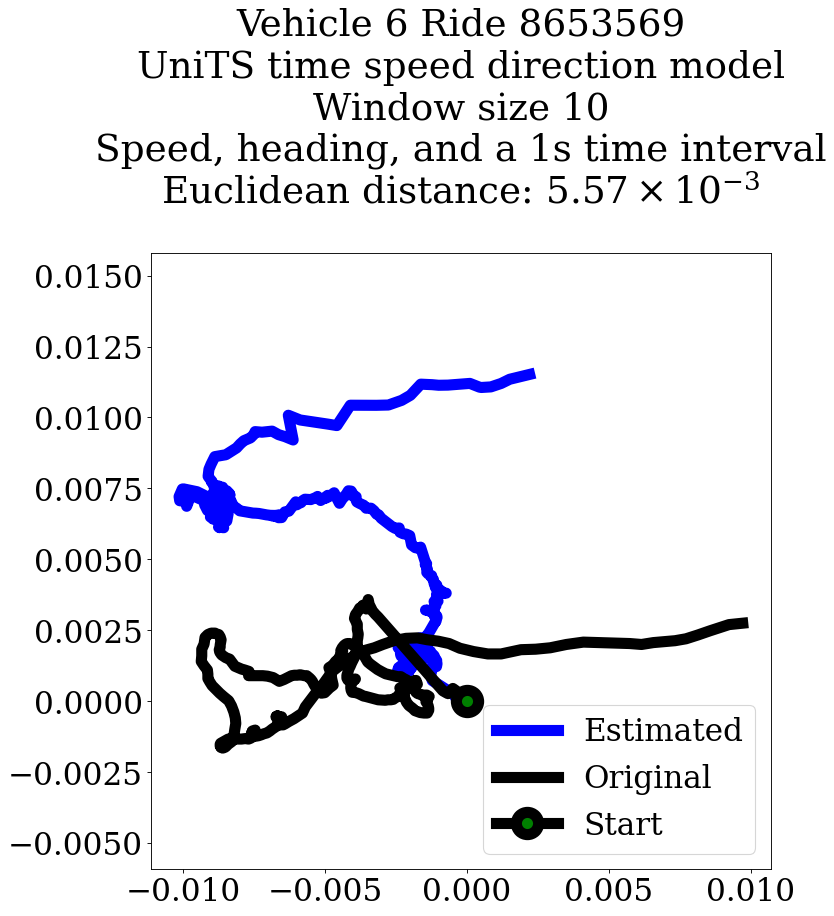 Vehicle 6 Ride 8653569
UniTS time speed direction model
Window size 10
Speed, heading, and a 1s time interval
Euclidean distance: 5.57 × 10⁻³
0.0150
0.0125
0.0100
0.0075
0.0050
0.0025
0.0000
−0.0025
−0.0050
Estimated
Original
Start
−0.010 −0.005 0.000 0.005 0.010